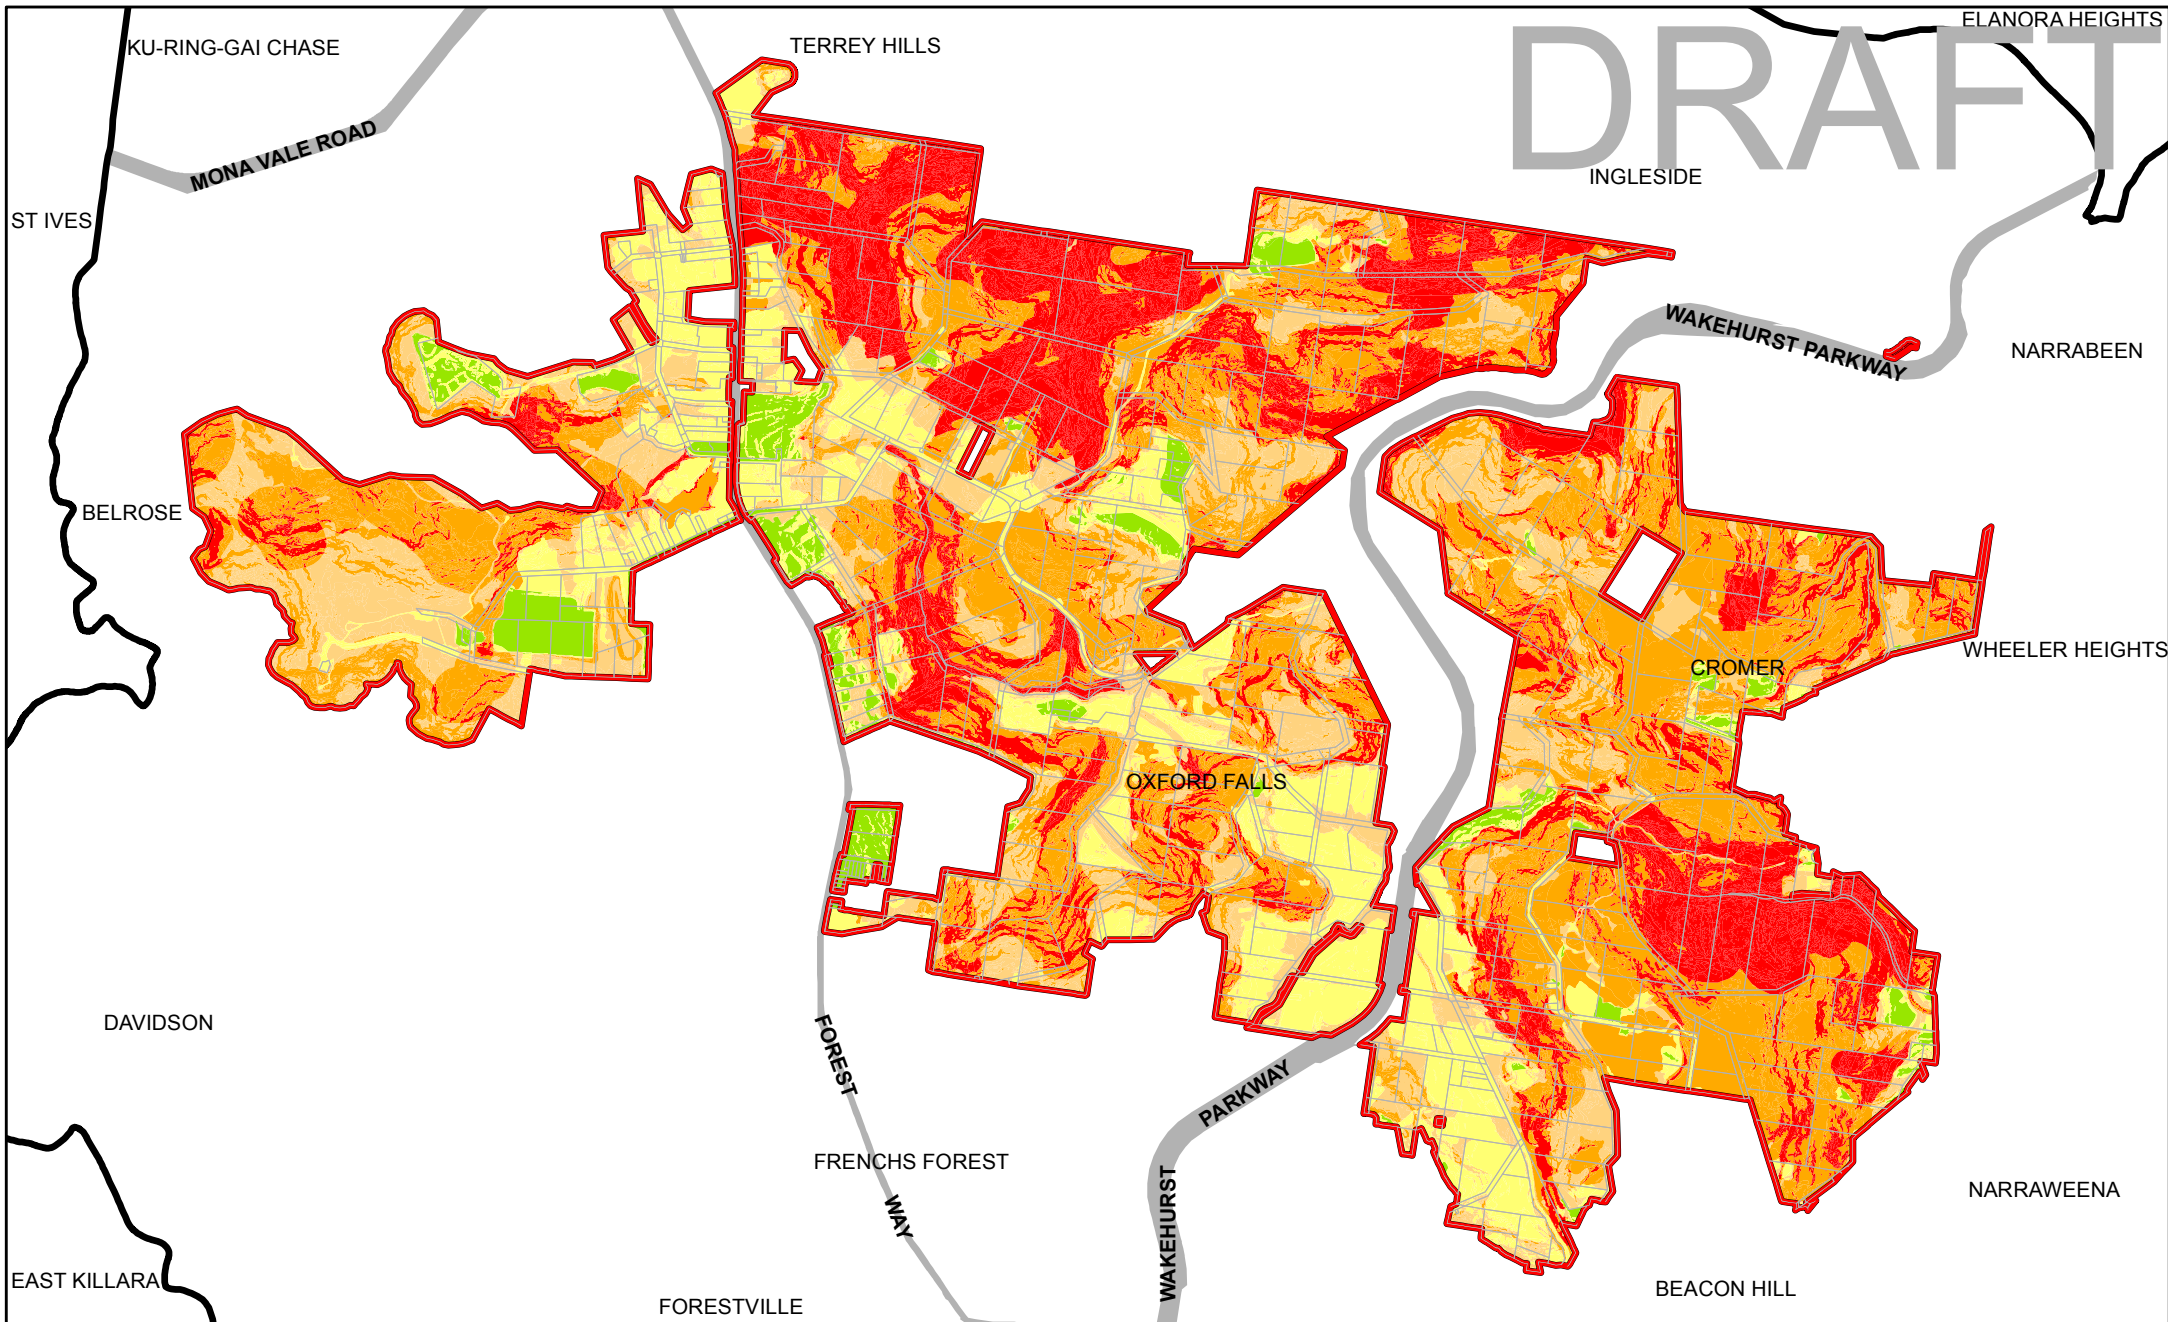 ELANORA HEIGHTS
DRAFT
KU-RING-GAI CHASE
TERREY HILLS
MONA VALE ROAD
INGLESIDE
ST IVES
WAKEHURST PARKWAY
NARRABEEN
BELROSE
WHEELER HEIGHTS
CROMER
OXFORD FALLS
DAVIDSON
FOREST
WAY
PARKWAY
WAKEHURST
FRENCHS FOREST
NARRAWEENA
EAST KILLARA
BEACON HILL
FORESTVILLE